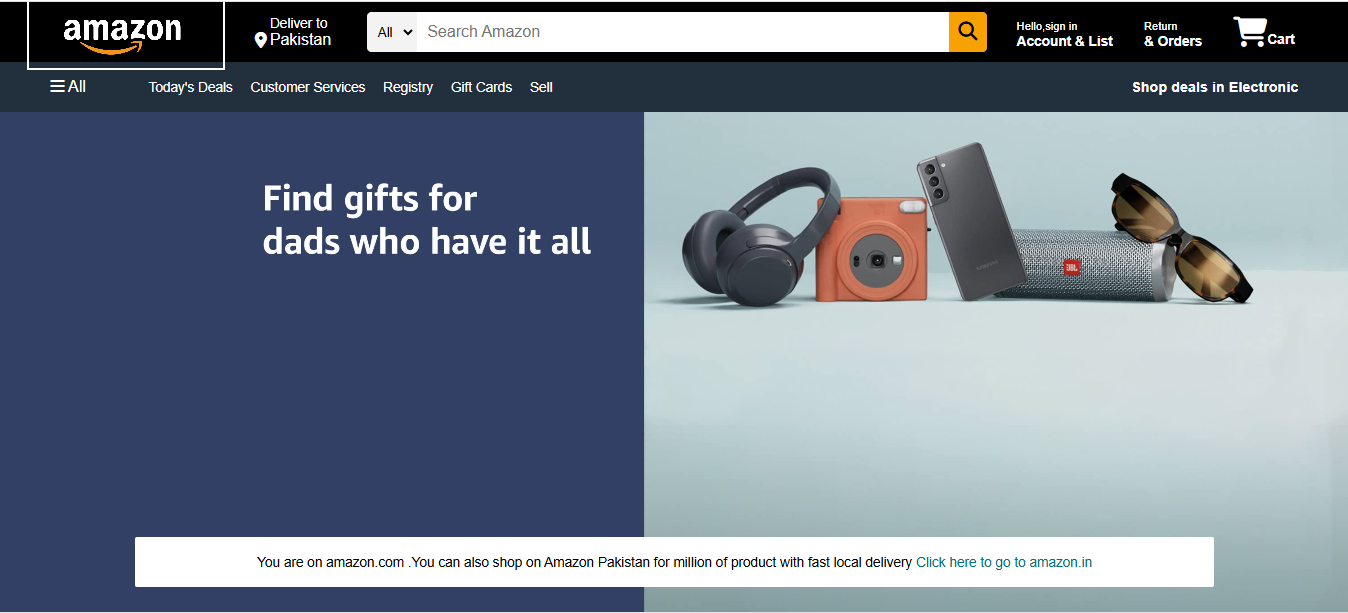 amazon
Deliver to
Pakistan
All
Search Amazon
Hello,sign in
Account & List
Return
& Orders
Cart
All
Today's Deals
Customer Services
Registry
Gift Cards
Sell
Shop deals in Electronic
Find gifts for
dads who have it all
SAMSUNG
JBL
You are on amazon.com .You can also shop on Amazon Pakistan for million of product with fast local delivery Click here to go to amazon.in